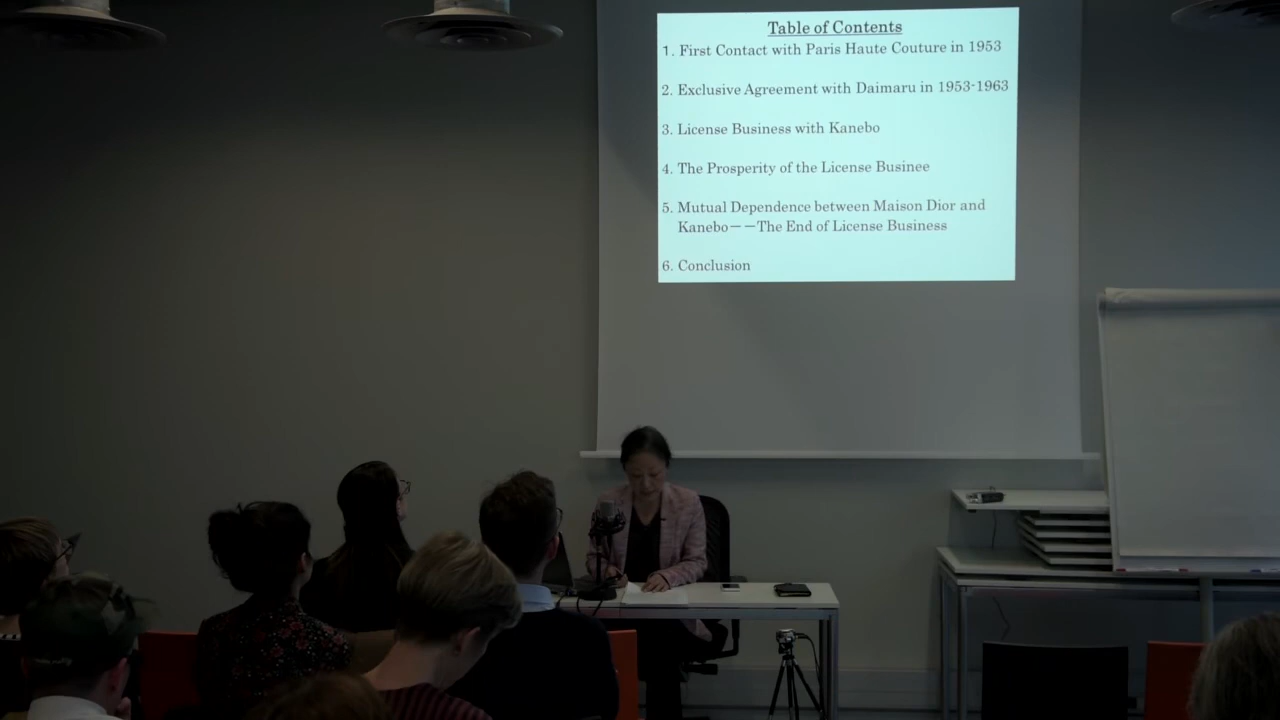 Table of Contents
1. First Contact with Paris Haute Couture in 1953
2. Exclusive Agreement with Daimaru in 1953-1963
3. License Business with Kanebo
4. The Prosperity of the License Businee
5. Mutual Dependence between Maison Dior and
Kanebo——The End of License Business
6. Conclusion